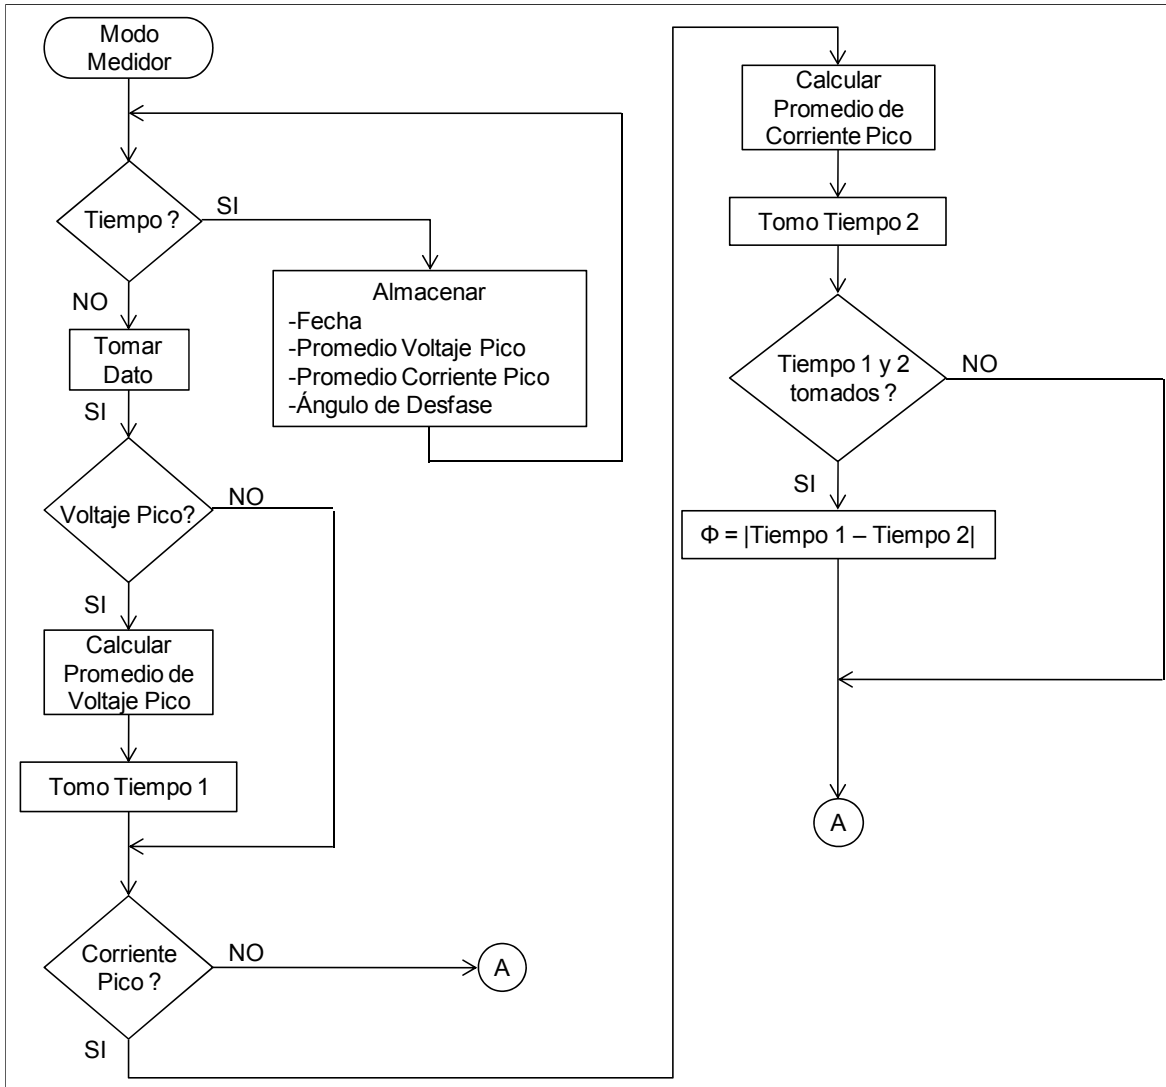 Modo
Medidor
Tiempo ?
SI
NO
Almacenar
-Fecha
-Promedio Voltaje Pico
-Promedio Corriente Pico
-Ángulo de Desfase
Tomar
Dato
SI
Voltaje Pico?
NO
SI
Calcular
Promedio de
Voltaje Pico
Tomo Tiempo 1
Corriente
Pico ?
NO
A
SI
Calcular
Promedio de
Corriente Pico
Tomo Tiempo 2
Tiempo 1 y 2
tomados ?
NO
SI
Φ = |Tiempo 1 – Tiempo 2|
A